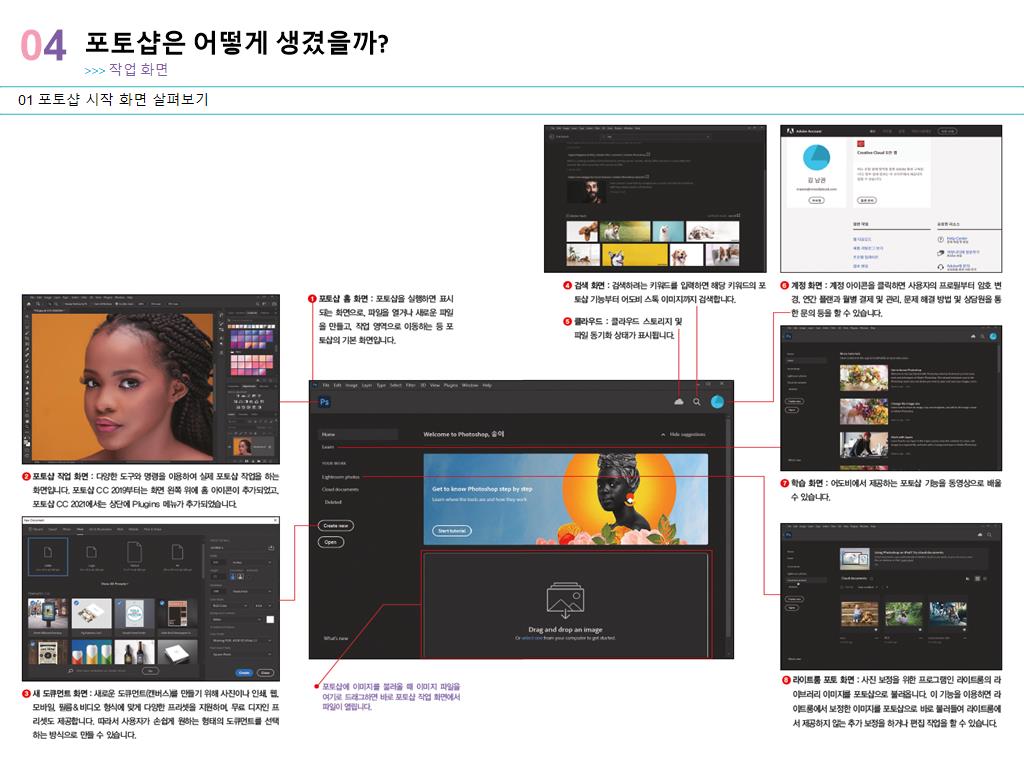 04 포토샵은 어떻게 생겼을까?
>>> 작업 화면
01 포토샵 시작 화면 살펴보기
❶ 포토샵 홈 화면 : 포토샵을 실행하면 표시
되는 화면으로, 파일을 열거나 새로운 파일
을 만들고, 작업 영역으로 이동하는 등 포
토샵의 기본 화면입니다.
❹ 검색 화면 : 검색하려는 키워드를 입력하면 해당 키워드의 포
토샵 기능부터 어도비 스톡 이미지까지 검색합니다.
❺ 클라우드 : 클라우드 스토리지 및
파일 동기화 상태가 표시됩니다.
Adobe Account
Creative Cloud 모든 앱
김 남권
❻ 계정 화면 : 계정 아이콘을 클릭하면 사용자의 프로필부터 암호 변
경, 연간 플랜과 월별 결제 및 관리, 문제 해결 방법 및 상담원을 통
한 문의 등을 할 수 있습니다.
❷ 포토샵 작업 화면 : 다양한 도구와 명령을 이용하여 실제 포토샵 작업을 하는
화면입니다. 포토샵 CC 2019부터는 화면 왼쪽 위에 홈 아이콘이 추가되었고,
포토샵 CC 2021에서는 상단에 Plugins 메뉴가 추가되었습니다.
Ps File Edit Image Layer Type Select Filter 3D View Plugins Window Help
Ps
Home
Learn
YOUR WORK
Lightroom photos
Cloud documents
Deleted
Create new
Open
What's new
Welcome to Photoshop, 송이
Hide suggestions
Get to know Photoshop step by step
Learn where the tools are and how they work
Start tutorial
Drag and drop an image
Or select one from your computer to get started.
❼ 학습 화면 : 어도비에서 제공하는 포토샵 기능을 동영상으로 배울
수 있습니다.
❸ 새 도큐먼트 화면 : 새로운 도큐먼트(캔버스)를 만들기 위해 사진이나 인쇄, 웹,
모바일, 필름&비디오 형식에 맞게 다양한 프리셋을 지원하며, 무료 디자인 프
리셋도 제공합니다. 따라서 사용자가 손쉽게 원하는 형태의 도큐먼트를 선택
하는 방식으로 만들 수 있습니다.
포토샵에 이미지를 불러올 때 이미지 파일을
여기로 드래그하면 바로 포토샵 작업 화면에서
파일이 열립니다.
❽ 라이트룸 포토 화면 : 사진 보정을 위한 프로그램인 라이트룸의 라
이브러리 이미지를 포토샵으로 불러옵니다. 이 기능을 이용하면 라
이트룸에서 보정한 이미지를 포토샵으로 바로 불러들여 라이트룸에
서 제공하지 않는 추가 보정을 하거나 편집 작업을 할 수 있습니다.